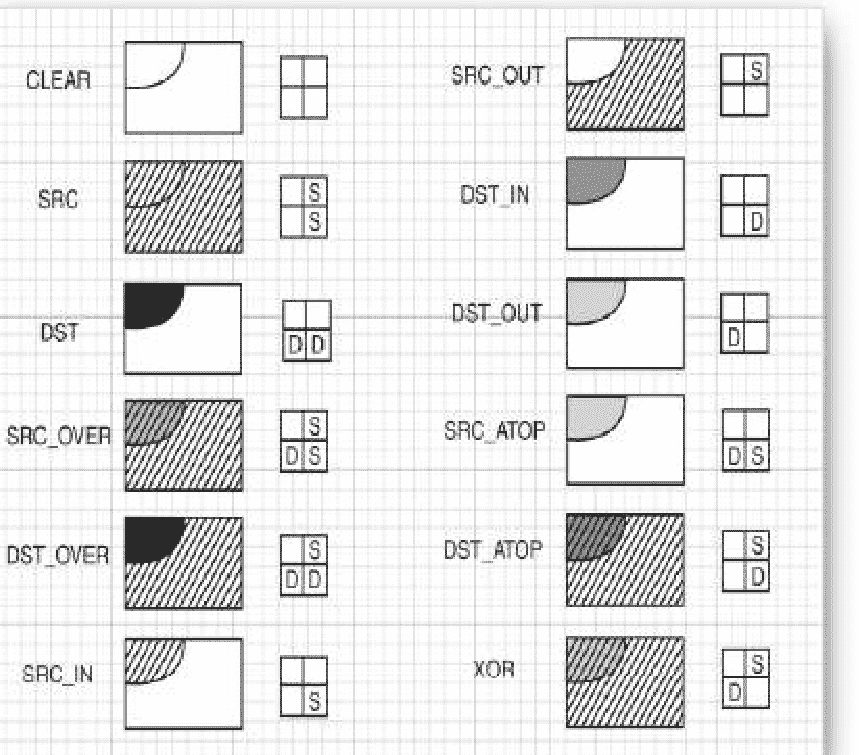 CLEAR
SRC
S
S
DST
D D
SRC_OVER
S
D S
DST_OVER
S
D D
SRC_IN
S
SRC_OUT
S
DST_IN
D
DST_OUT
D
SRC_ATOP
D S
DST_ATOP
S
D
XOR
S
D